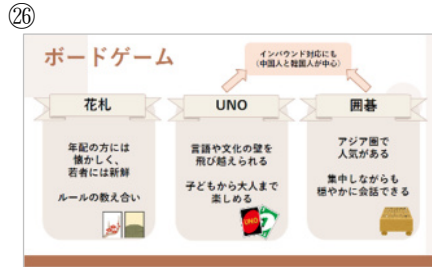 ㉖
ボードゲーム
インバウンド対応にも
(中国人と韓国人が中心)
花札
年配の方には
懐かしく、
若者には新鮮
ルールの教え合い
UNO
言語や文化の壁を
飛び越えられる
子どもから大人まで
楽しめる
UNO
囲碁
アジア圏で
人気がある
集中しながらも
穏やかに会話できる